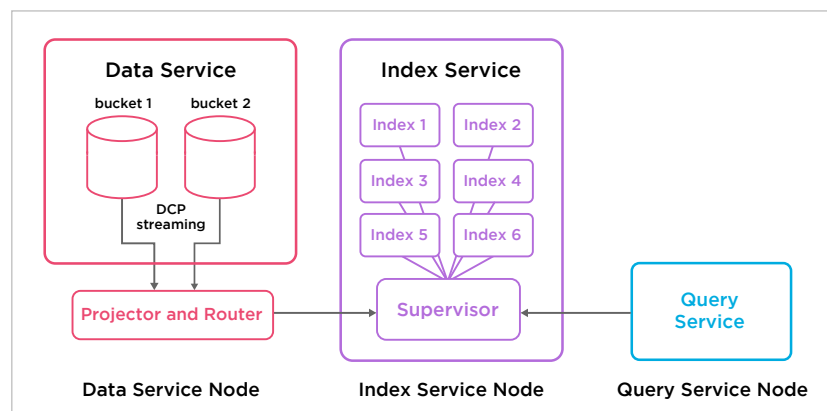 Data Service
bucket 1
bucket 2
DCP
streaming
Projector and Router
Data Service Node
Index Service
Index 1
Index 2
Index 3
Index 4
Index 5
Index 6
Supervisor
Index Service Node
Query
Service
Query Service Node